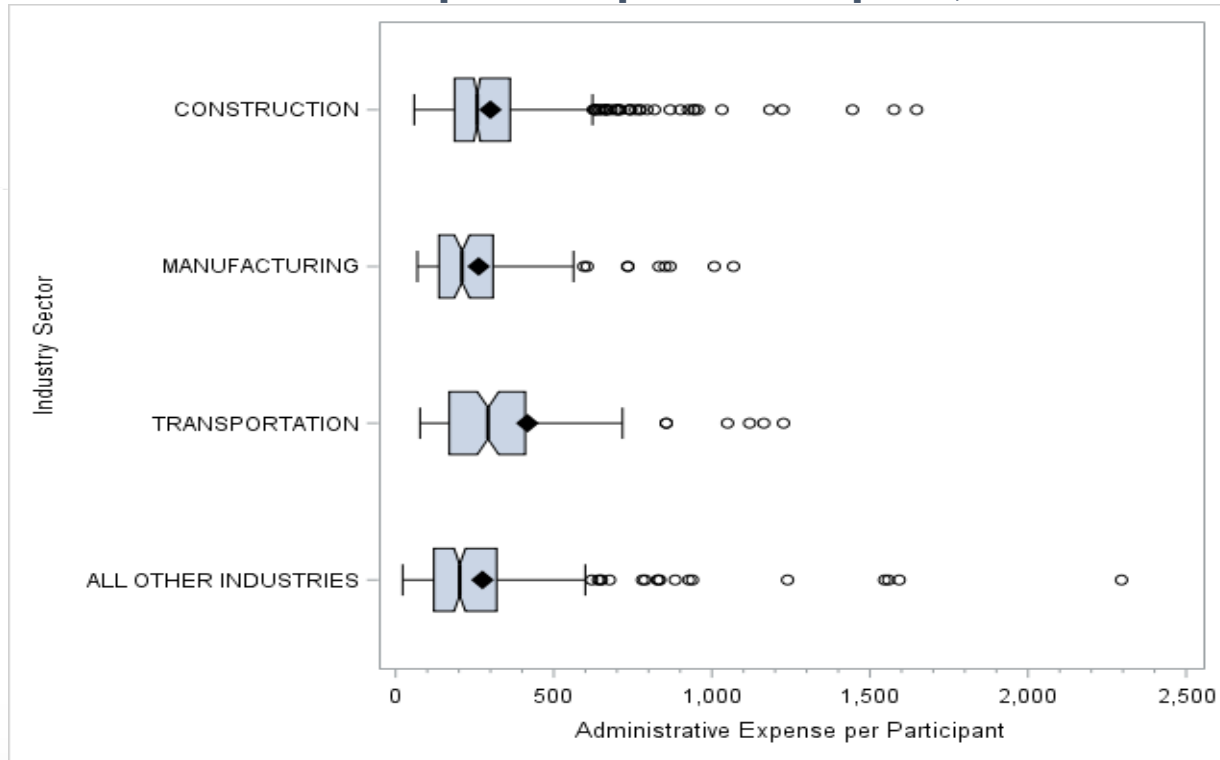 CONSTRUCTION
MANUFACTURING
TRANSPORTATION
ALL OTHER INDUSTRIES
Industry Sector
0 500 1,000 1,500 2,000 2,500
Administrative Expense per Participant